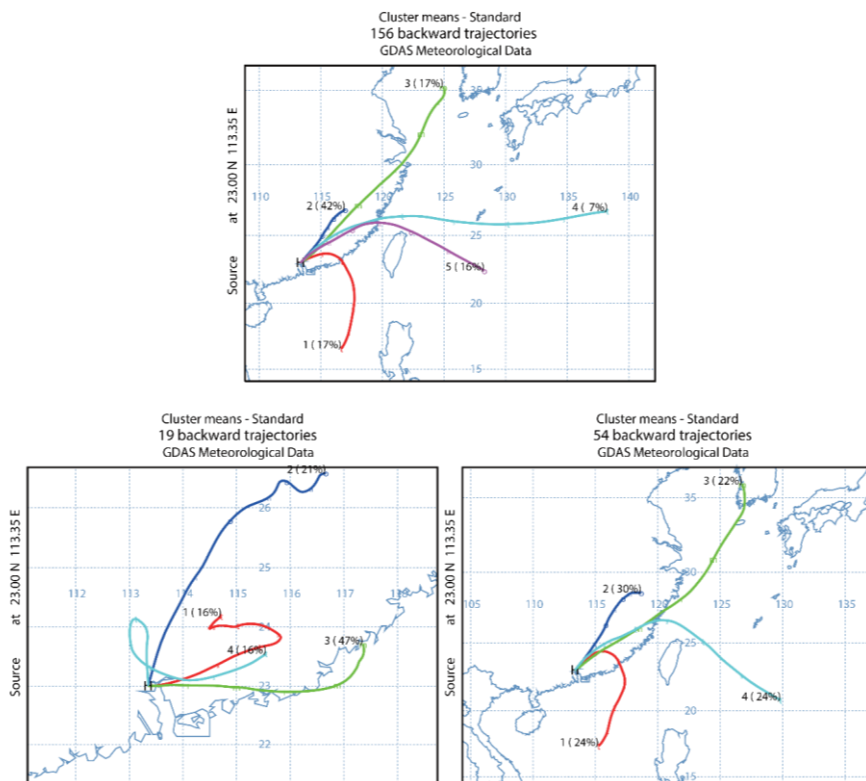 Cluster means - Standard
156 backward trajectories
GDAS Meteorological Data
Source at 23.00 N 113.35 E
3 ( 17%)
35
30
110 115 120 125 130 135 140
2 ( 42%)
4 ( 7%)
25
5 ( 16%)
20
1 ( 17%)
15
Cluster means - Standard
19 backward trajectories
GDAS Meteorological Data
Source at 23.00 N 113.35 E
2 ( 21%)
26
25
112 113 114 115 116 117 118
1 ( 16%)
24
4 ( 16%)
3 ( 47%)
23
22
Cluster means - Standard
54 backward trajectories
GDAS Meteorological Data
Source at 23.00 N 113.35 E
3 ( 22%)
35
30
2 ( 30%)
105 110 115 120 125 130 135
25
4 ( 24%)
20
1 ( 24%)
15